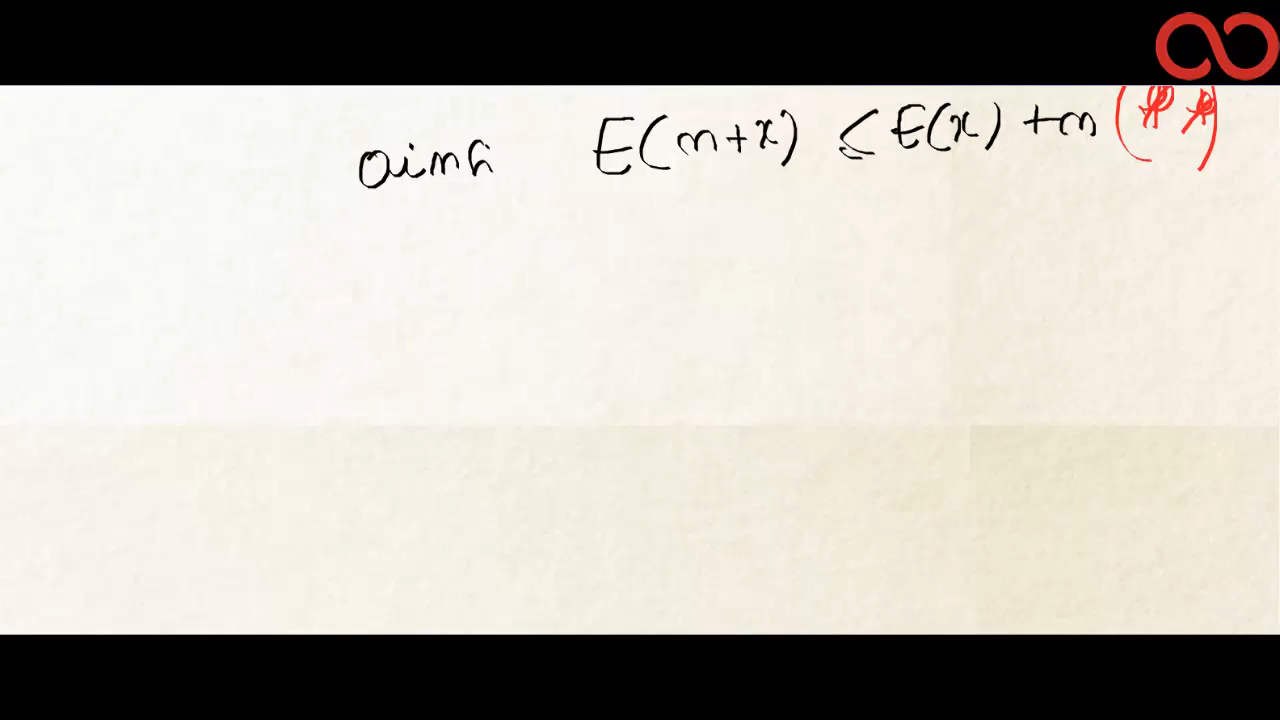 aim: E(m+x) ≤ E(x) + m (**)